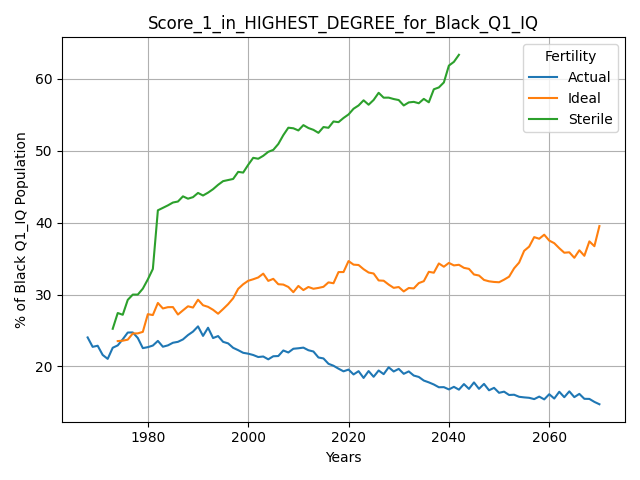 Score_1_in_HIGHEST_DEGREE_for_Black_Q1_IQ
Fertility
Actual
Ideal
Sterile
% of Black Q1_IQ Population
60
50
40
30
20
1980
2000
2020
2040
2060
Years